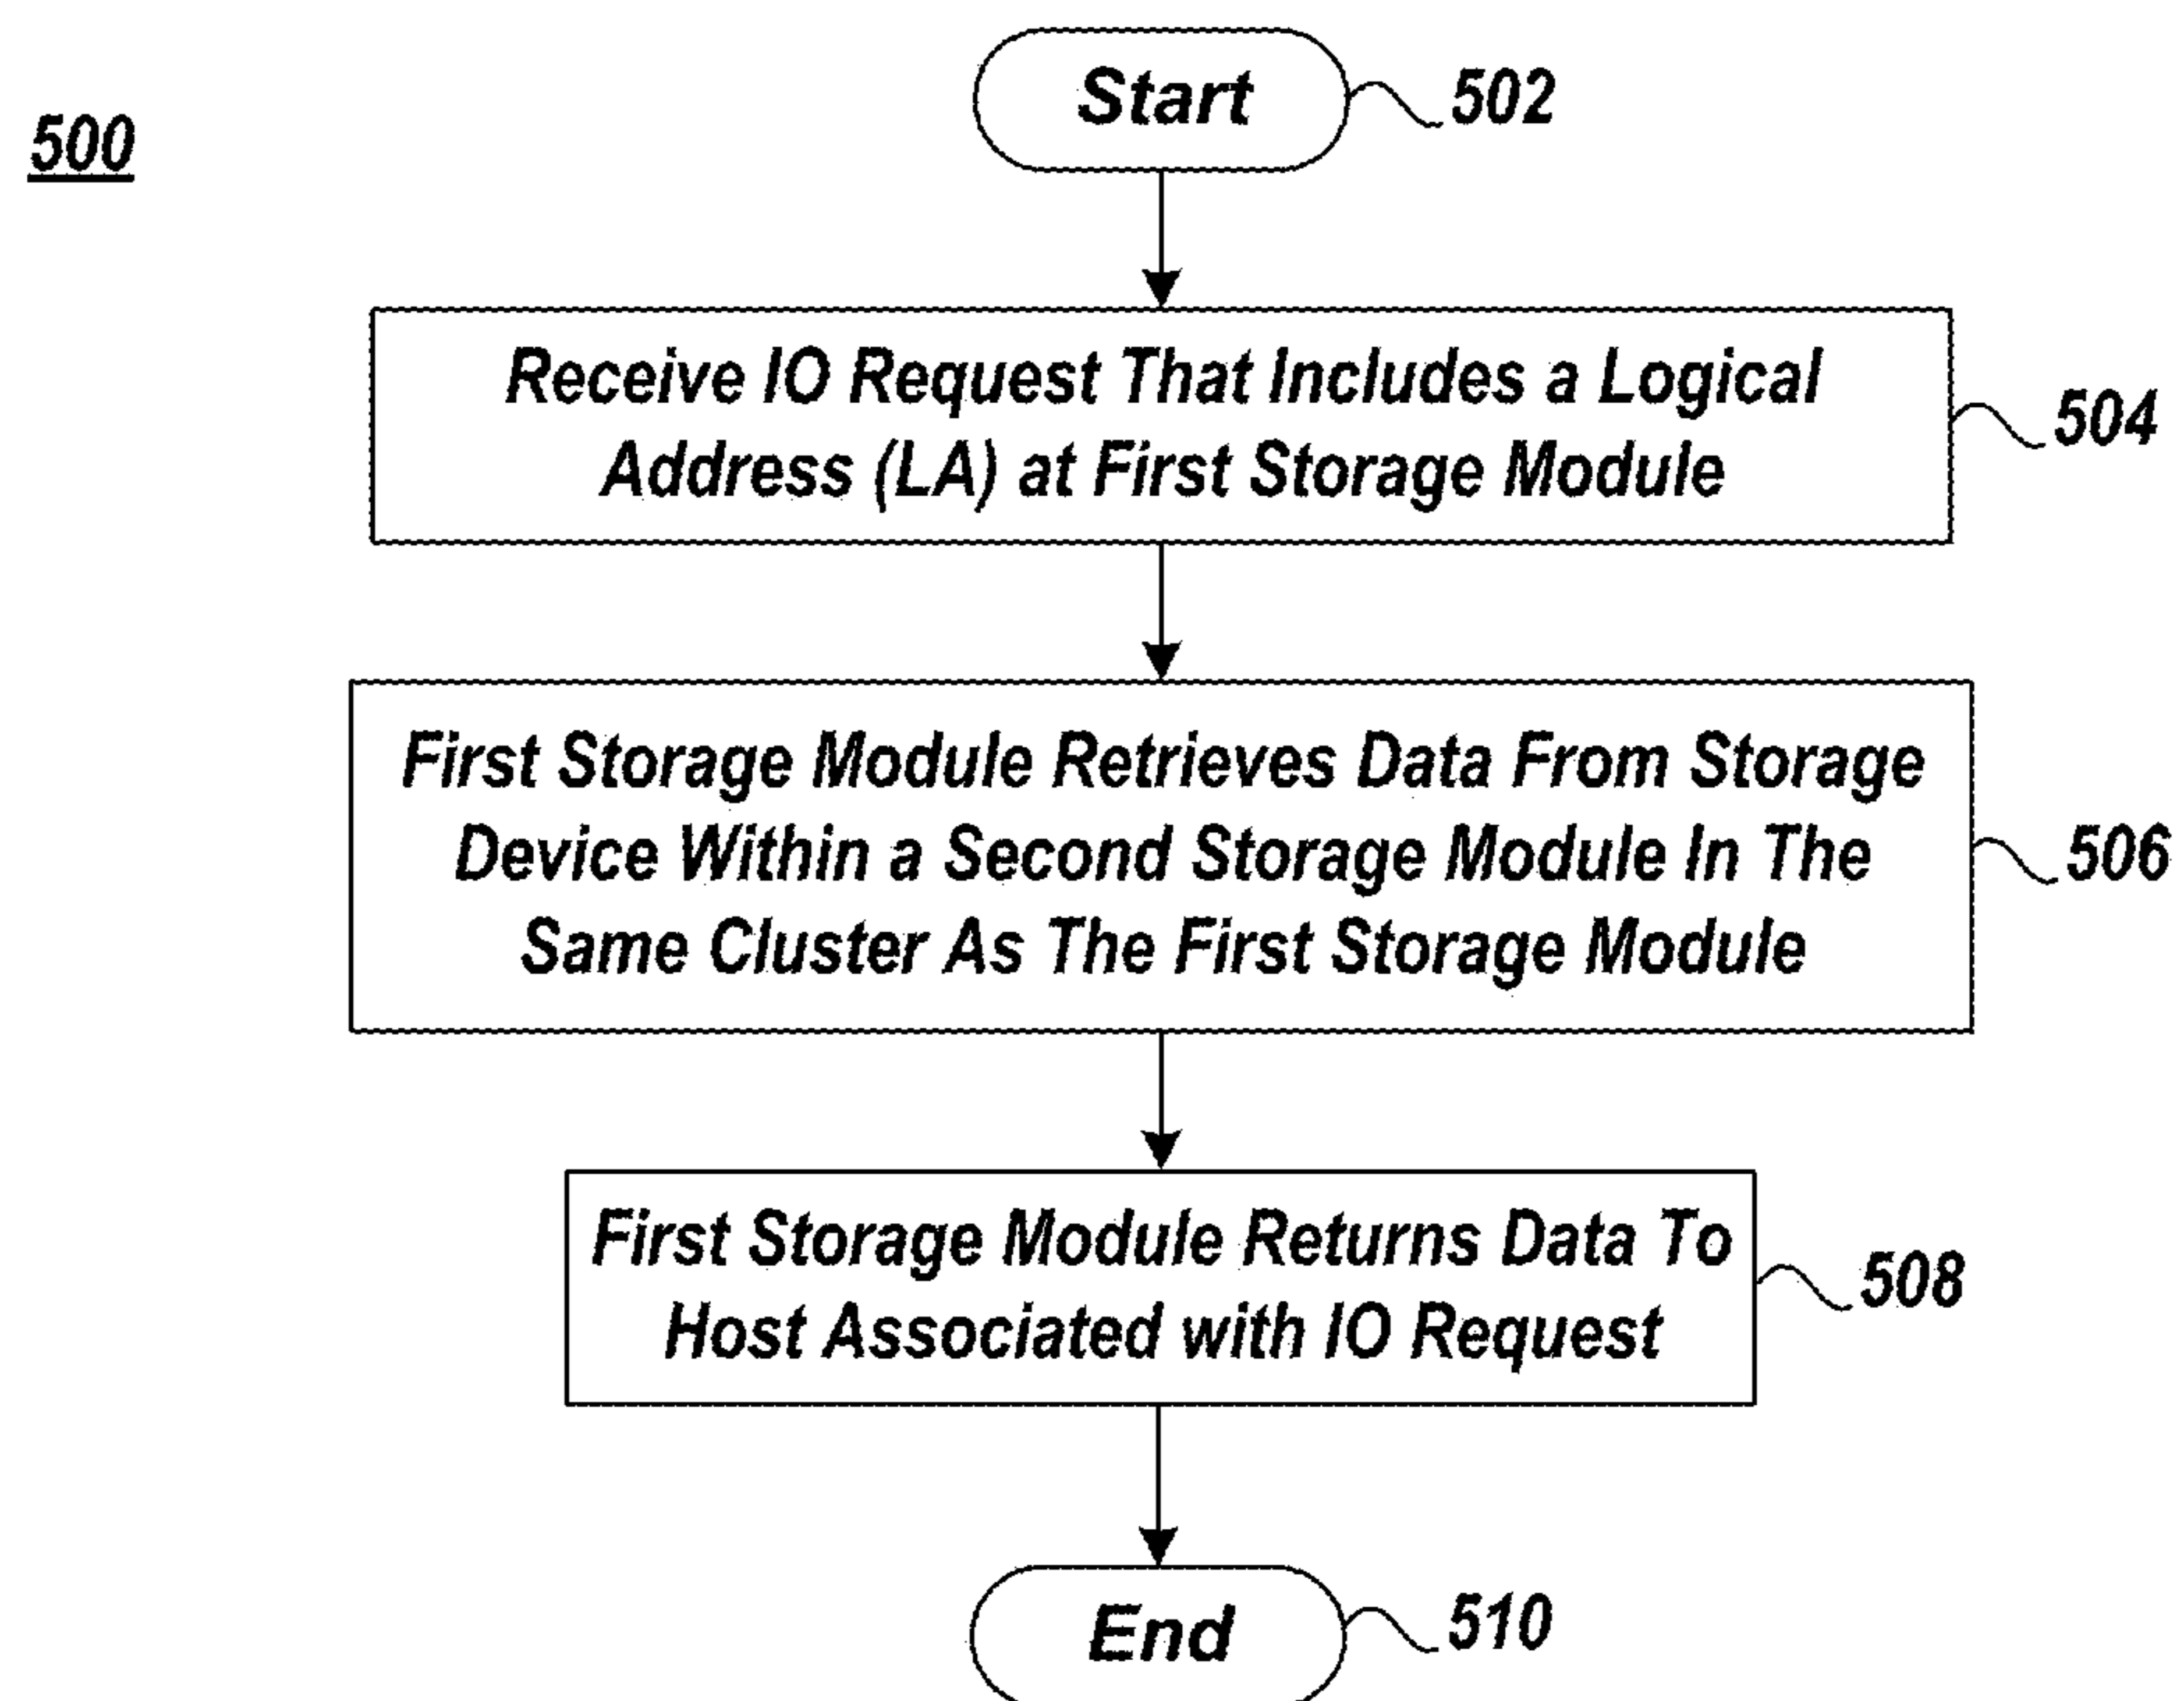 500
Start
502
Receive IO Request That Includes a Logical
Address (LA) at First Storage Module
504
First Storage Module Retrieves Data From Storage
Device Within a Second Storage Module In The
Same Cluster As The First Storage Module
506
First Storage Module Returns Data To
Host Associated with IO Request
508
End
510